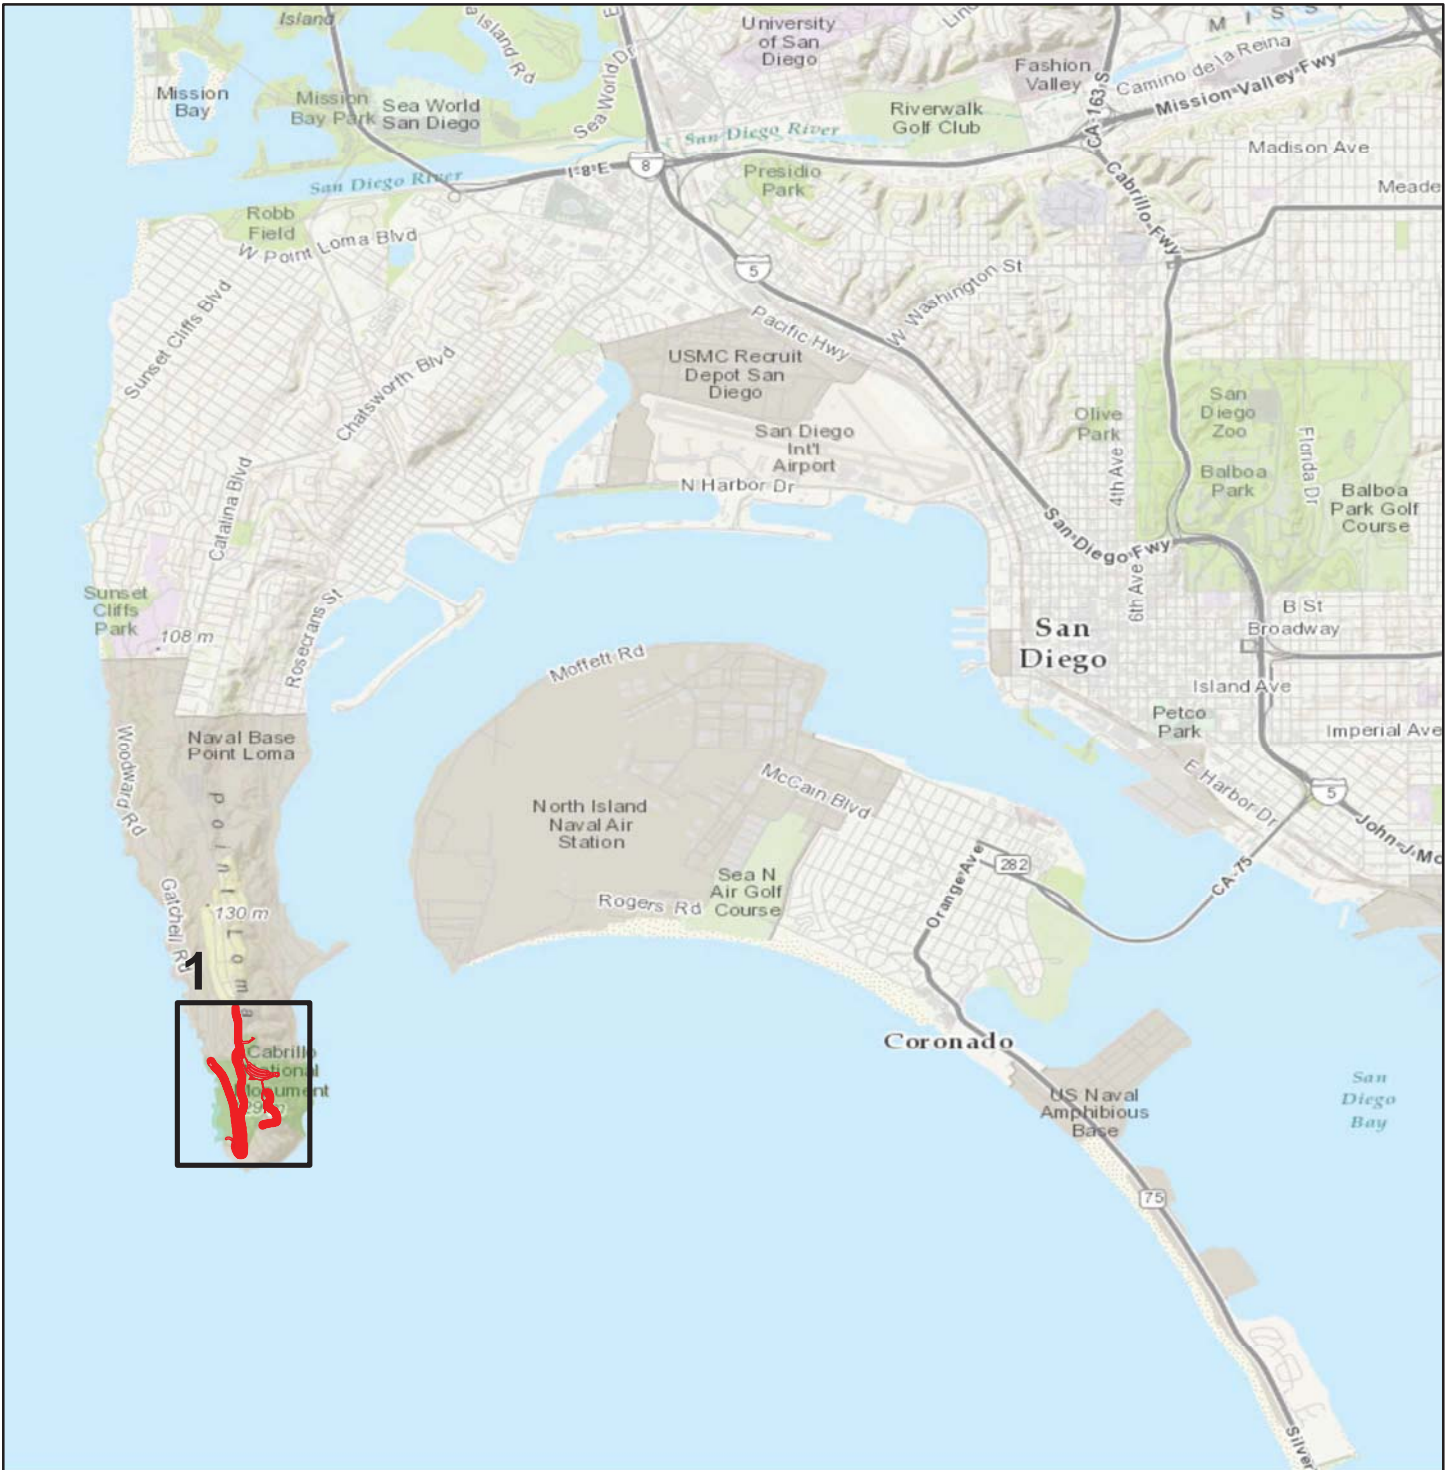 Island
a Island Rd
Sea World Dr
E
University
of San
Diego
Linc
M I S S
Fashion
Valley
Camino de la Reina
Mission Valley Fwy
CA-163 S
Mission
Bay
Mission
Bay Park
Sea World
San Diego
Riverwalk
Golf Club
San Diego River
Madison Ave
I-8 E
8
San Diego River
Presidio
Park
Cabrillo Fwy
Meade
Robb
Field
W Point Loma Blvd
5
W Washington St
Sunset Cliffs Blvd
Pacific Hwy
Chatsworth Blvd
USMC Recruit
Depot San
Diego
San
Diego
Zoo
Olive
Park
San Diego
Int'l
Airport
Florida Dr
4th Ave
Balboa
Park
Balboa
Park Golf
Course
N Harbor Dr
Catalina Blvd
San Diego Fwy
6th Ave
Sunset
Cliffs
Park
108 m
Rosecrans St
B St
Broadway
San
Diego
Moffett Rd
Island Ave
Petco
Park
Imperial Ave
Naval Base
Point Loma
Woodward Rd
McCain Blvd
E Harbor Dr
5
Point Loma
North Island
Naval Air
Station
John J Mo
Orange Ave
282
CA-75
Sea N
Air Golf
Course
Rogers Rd
Gatchell Rd
130 m
1
Coronado
Cabrillo
ational
onument
29 m
US Naval
Amphibious
Base
San
Diego
Bay
75
Silver